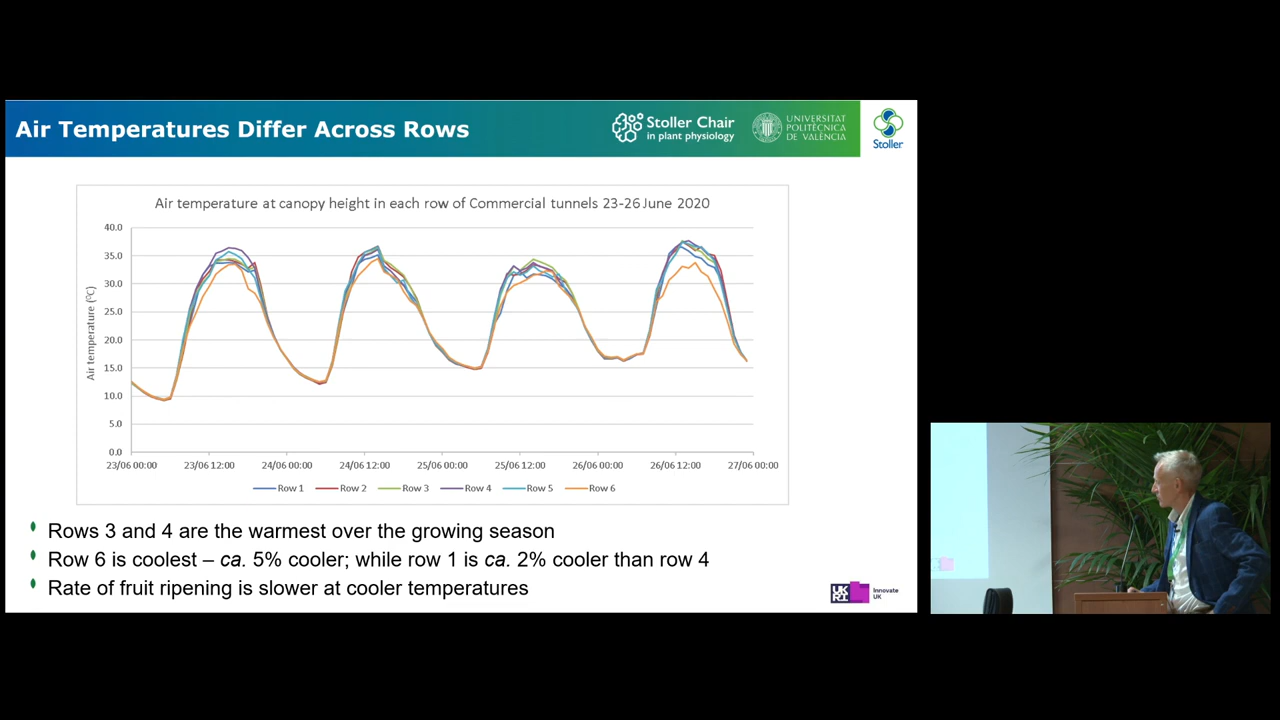 Air Temperatures Differ Across Rows
Stoller Chair
in plant physiology
UNIVERSITAT
POLITÈCNICA
DE VALÈNCIA
Stoller
Air temperature at canopy height in each row of Commercial tunnels 23-26 June 2020
Air temperature (°C)
40.0
35.0
30.0
25.0
20.0
15.0
10.0
5.0
0.0
23/06 00:00 23/06 12:00 24/06 00:00 24/06 12:00 25/06 00:00 25/06 12:00 26/06 00:00 26/06 12:00 27/06 00:00
Row 1 Row 2 Row 3 Row 4 Row 5 Row 6
Rows 3 and 4 are the warmest over the growing season
Row 6 is coolest – ca. 5% cooler; while row 1 is ca. 2% cooler than row 4
Rate of fruit ripening is slower at cooler temperatures
UK
RI
Innovate
UK